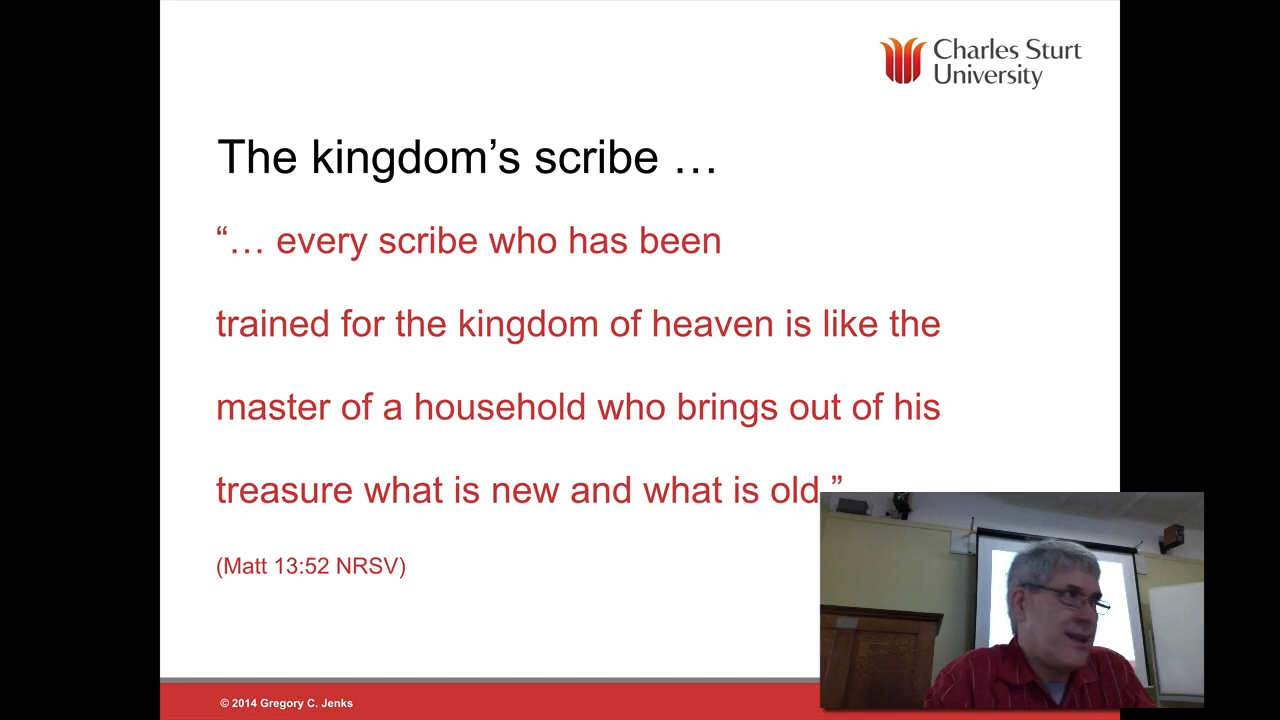 Charles Sturt
University
The kingdom’s scribe …
“… every scribe who has been
trained for the kingdom of heaven is like the
master of a household who brings out of his
treasure what is new and what is old.”
(Matt 13:52 NRSV)
© 2014 Gregory C. Jenks